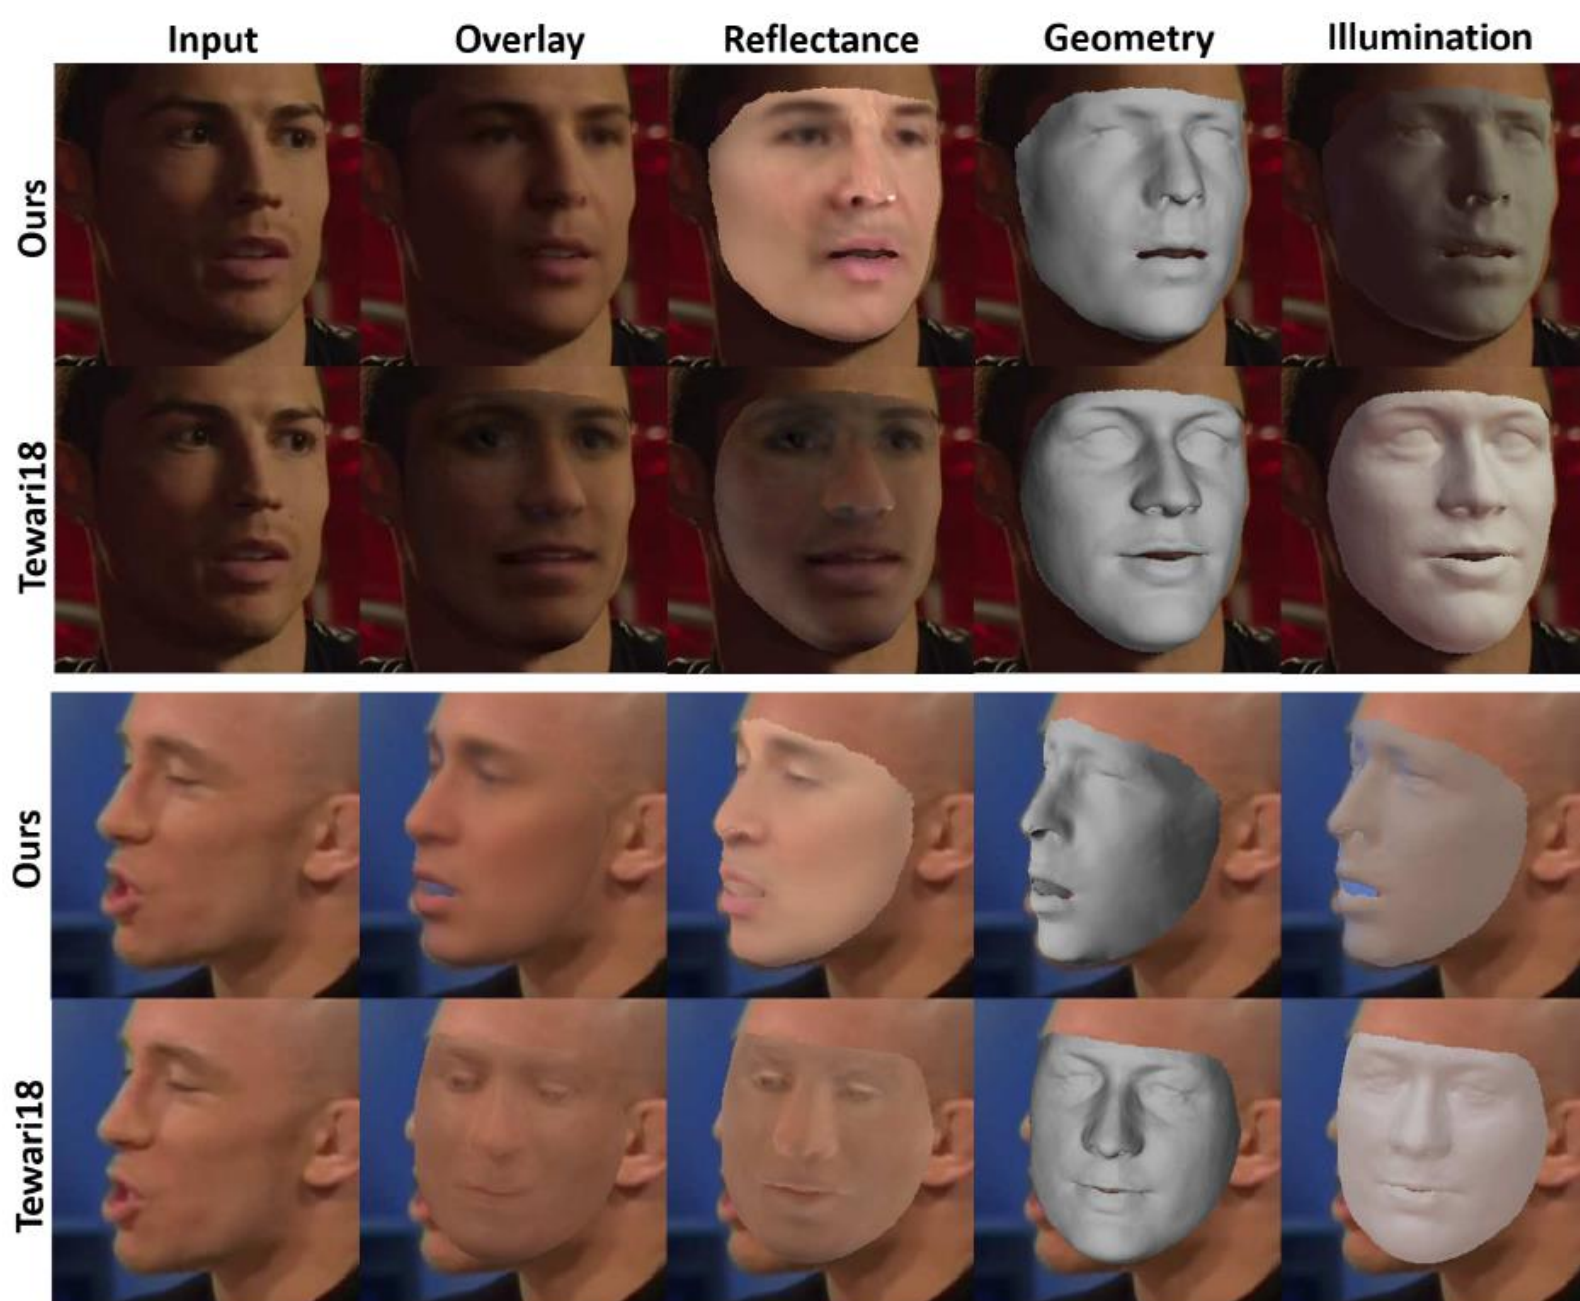 Input Overlay Reflectance Geometry Illumination
Ours
Tewari18
Ours
Tewari18